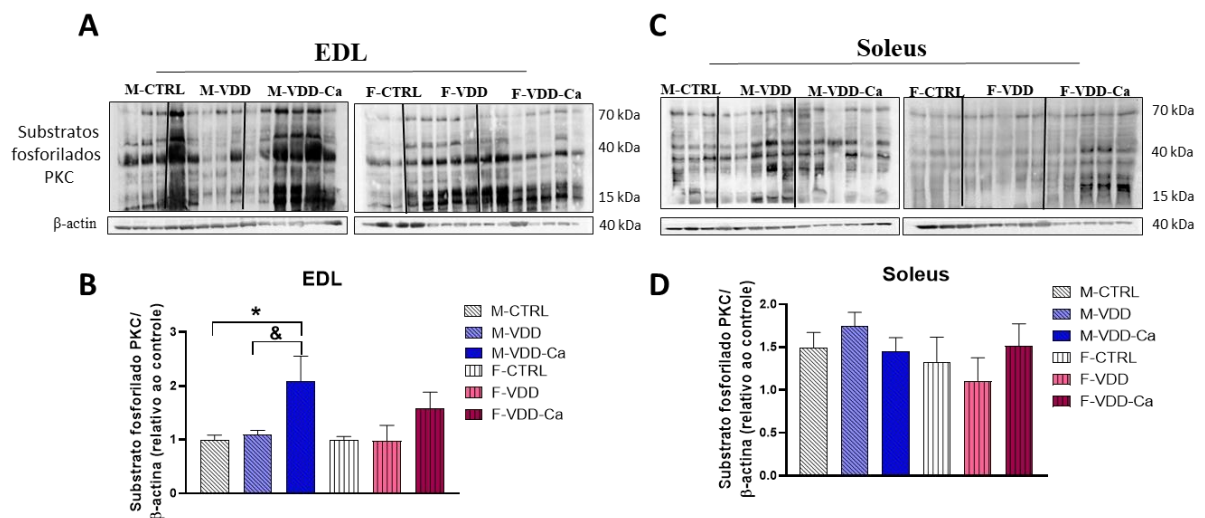 A
EDL
M-CTRL M-VDD M-VDD-Ca
F-CTRL F-VDD F-VDD-Ca
Substratos
fosforilados
PKC
70 kDa
40 kDa
15 kDa
β-actin
40 kDa
C
Soleus
M-CTRL M-VDD M-VDD-Ca
F-CTRL F-VDD F-VDD-Ca
70 kDa
40 kDa
15 kDa
40 kDa
B
EDL
Substrato fosforilado PKC/
β-actina (relativo ao controle)
3
2
1
0
*
&
M-CTRL
M-VDD
M-VDD-Ca
F-CTRL
F-VDD
F-VDD-Ca
D
Soleus
Substrato fosforilado PKC/
β-actina (relativo ao controle)
2.0
1.5
1.0
0.5
0.0
M-CTRL
M-VDD
M-VDD-Ca
F-CTRL
F-VDD
F-VDD-Ca